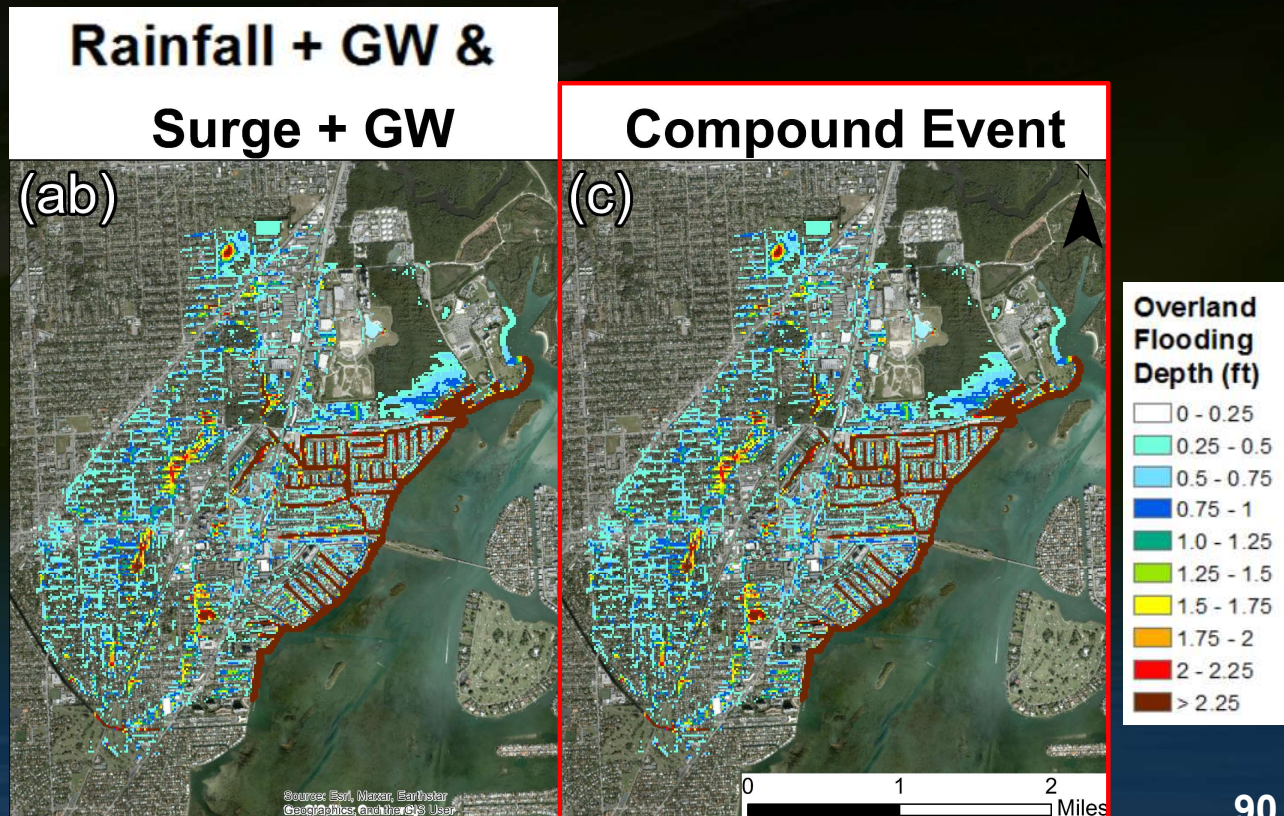 Rainfall + GW &
Surge + GW
Compound Event
(ab)
(c)
N
Source: Esri, Maxar, Earthstar
Geographics, and the GIS User
0 1 2
Miles
Overland
Flooding
Depth (ft)
0 - 0.25
0.25 - 0.5
0.5 - 0.75
0.75 - 1
1.0 - 1.25
1.25 - 1.5
1.5 - 1.75
1.75 - 2
2 - 2.25
> 2.25
90